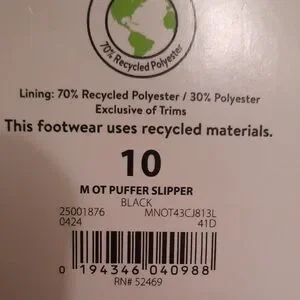 70% Recycled Polyester
Lining: 70% Recycled Polyester / 30% Polyester
Exclusive of Trims
This footwear uses recycled materials.
10
M OT PUFFER SLIPPER
BLACK
25001876 MNOT43CJ813L
0424 41D
0 194346 040988
RN# 52469